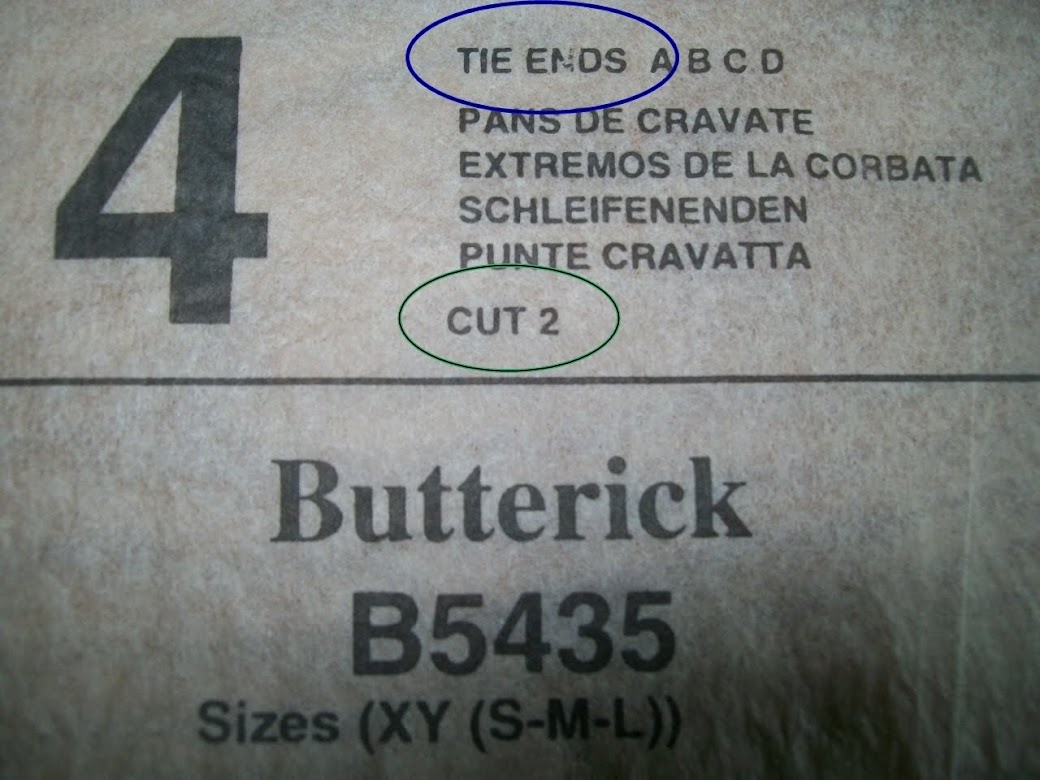 4
TIE ENDS A B C D
PANS DE CRAVATE
EXTREMOS DE LA CORBATA
SCHLEIFENENDEN
PUNTE CRAVATTA
CUT 2
Butterick
B5435
Sizes (XY (S-M-L))